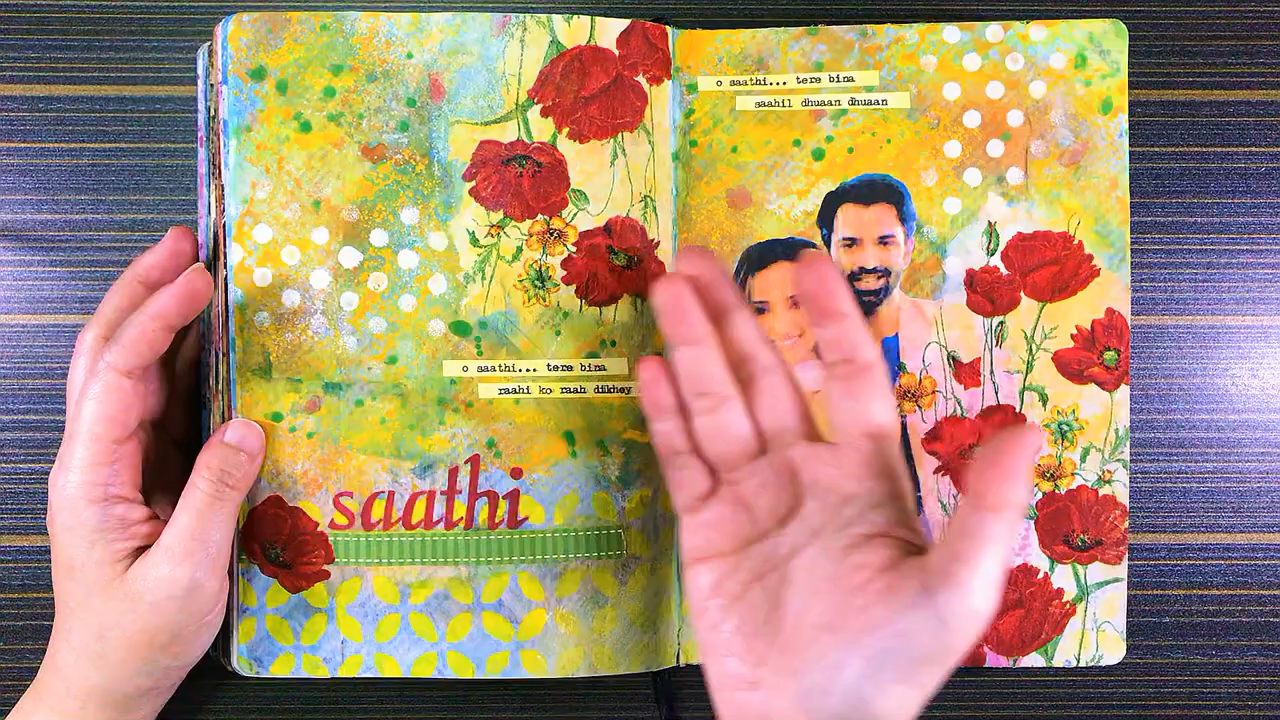 o saathi... tere bina
raahi ko raah dikhey
saathi
o saathi... tere bina
saahil dhuaan dhuaan